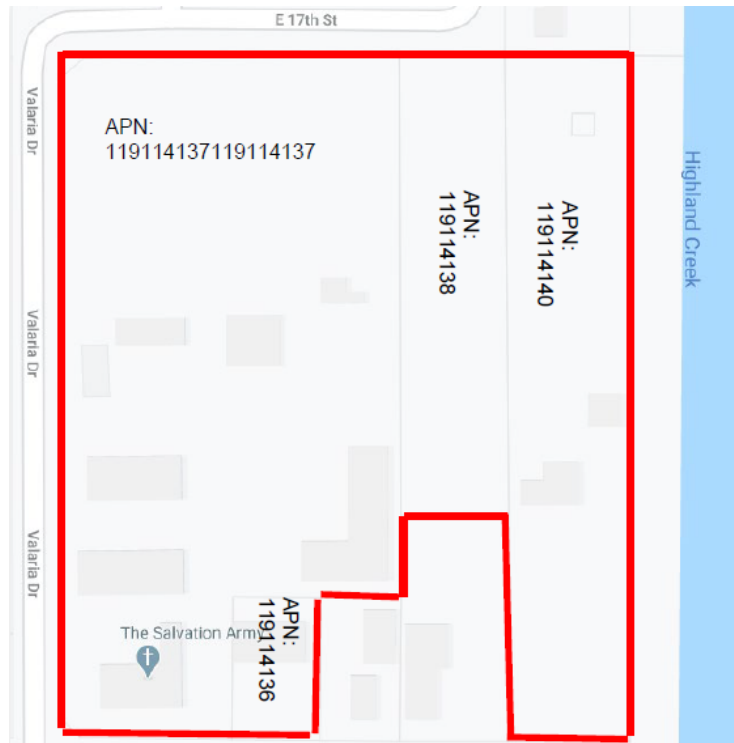 E 17th St
Valaria Dr
APN:
119114137119114137
APN:
119114138
APN:
119114140
Highland Creek
Valaria Dr
Valaria Dr
APN:
119114136
The Salvation Army